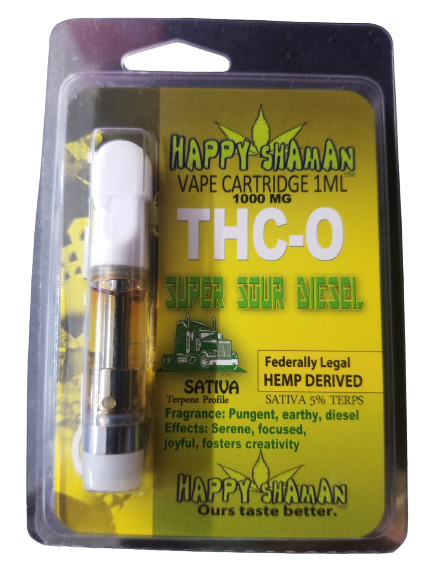 HAPPY SHAMAN
VAPE CARTRIDGE 1ML
1000 MG
THC-O
SUPER SOUR DIESEL
Federally Legal
HEMP DERIVED
SATIVA
Terpene Profile
SATIVA 5% TERPS
Fragrance: Pungent, earthy, diesel
Effects: Serene, focused,
joyful, fosters creativity
HAPPY SHAMAN
Ours taste better.